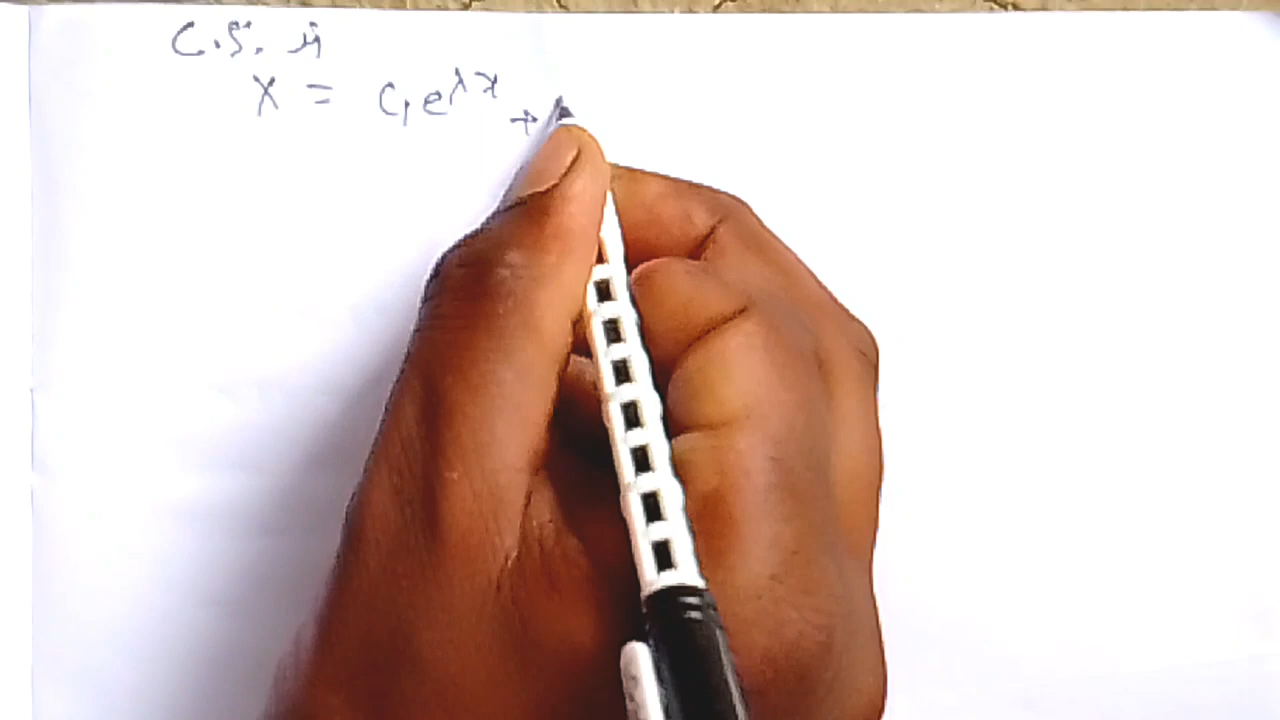 C.S. is
X = C₁e^λx +